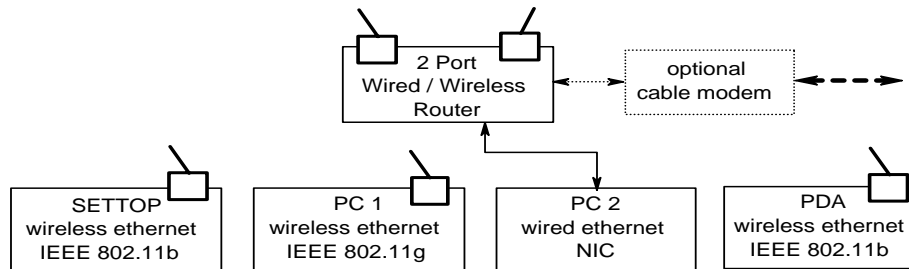 2 Port
Wired / Wireless
Router
optional
cable modem
SETTOP
wireless ethernet
IEEE 802.11b
PC 1
wireless ethernet
IEEE 802.11g
PC 2
wired ethernet
NIC
PDA
wireless ethernet
IEEE 802.11b